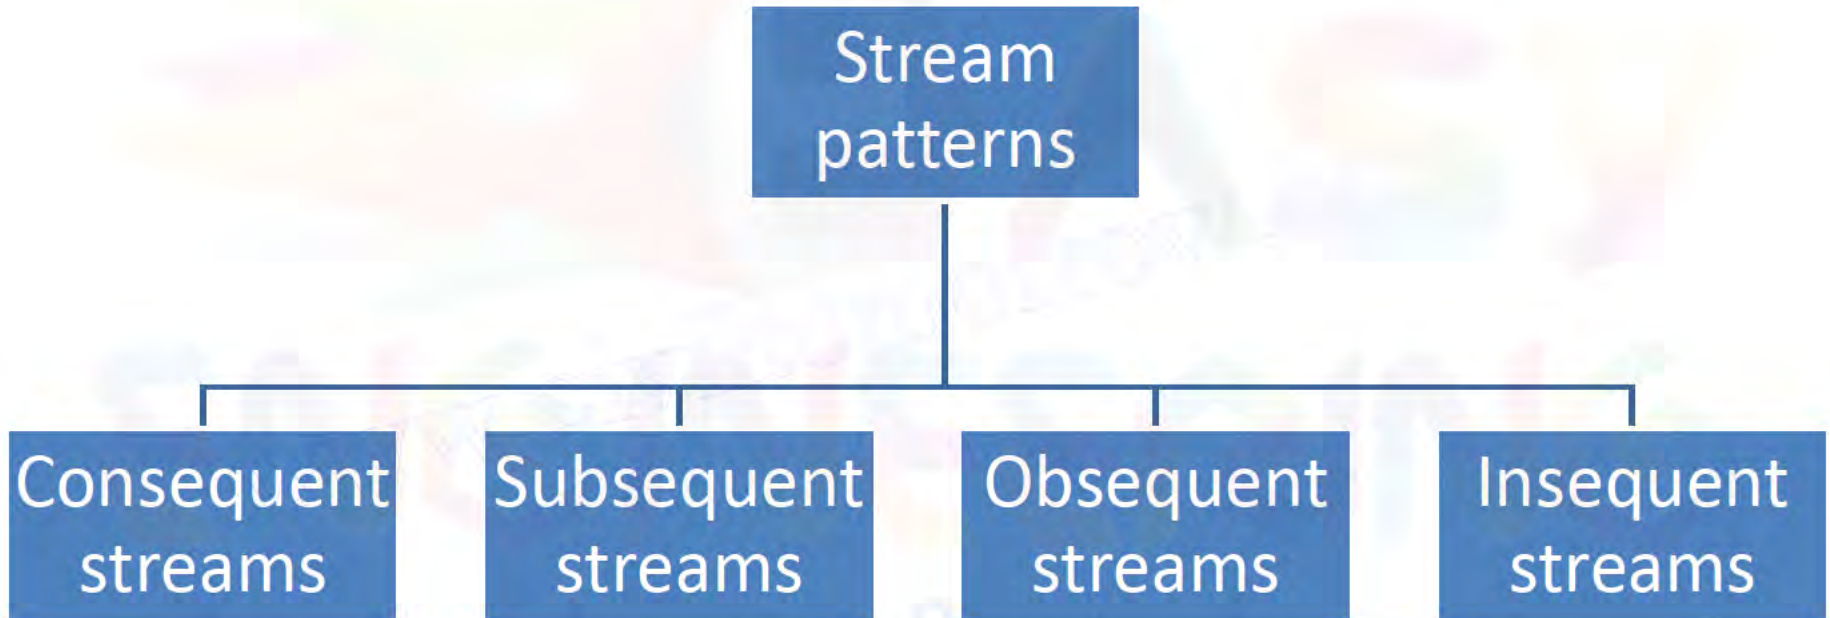 Stream
patterns
Consequent
streams
Subsequent
streams
Obsequent
streams
Insequent
streams